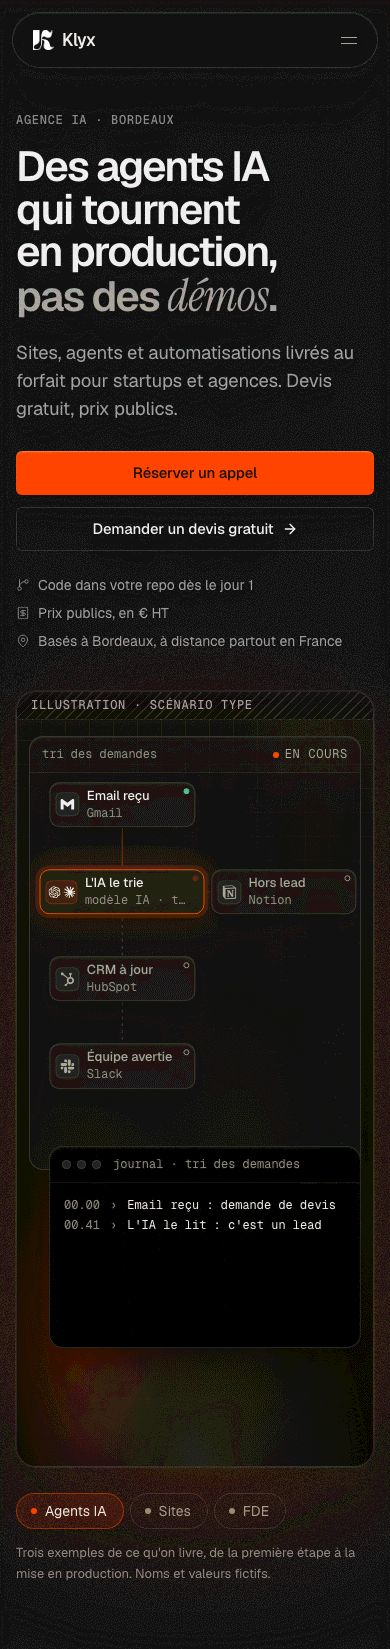 Klyx
AGENCE IA · BORDEAUX
Des agents IA
qui tournent
en production,
pas des démos.
Sites, agents et automatisations livrés au
forfait pour startups et agences. Devis
gratuit, prix publics.
Réserver un appel
Demander un devis gratuit →
Code dans votre repo dès le jour 1
Prix publics, en € HT
Basés à Bordeaux, à distance partout en France
ILLUSTRATION · SCÉNARIO TYPE
tri des demandes
EN COURS
Email reçu
Gmail
L'IA le trie
modèle IA · t…
Hors lead
Notion
CRM à jour
HubSpot
Équipe avertie
Slack
journal · tri des demandes
00.00 › Email reçu : demande de devis
00.41 › L'IA le lit : c'est un lead
Agents IA
Sites
FDE
Trois exemples de ce qu'on livre, de la première étape à la
mise en production. Noms et valeurs fictifs.